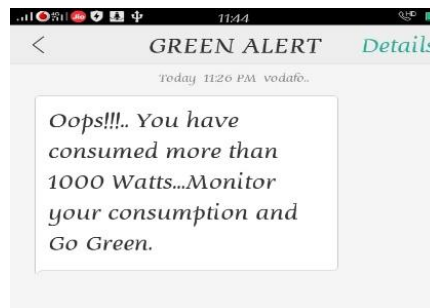 11:44
GREEN ALERT Details
Today 11:26 PM vodafo..
Oops!!!.. You have
consumed more than
1000 Watts...Monitor
your consumption and
Go Green.